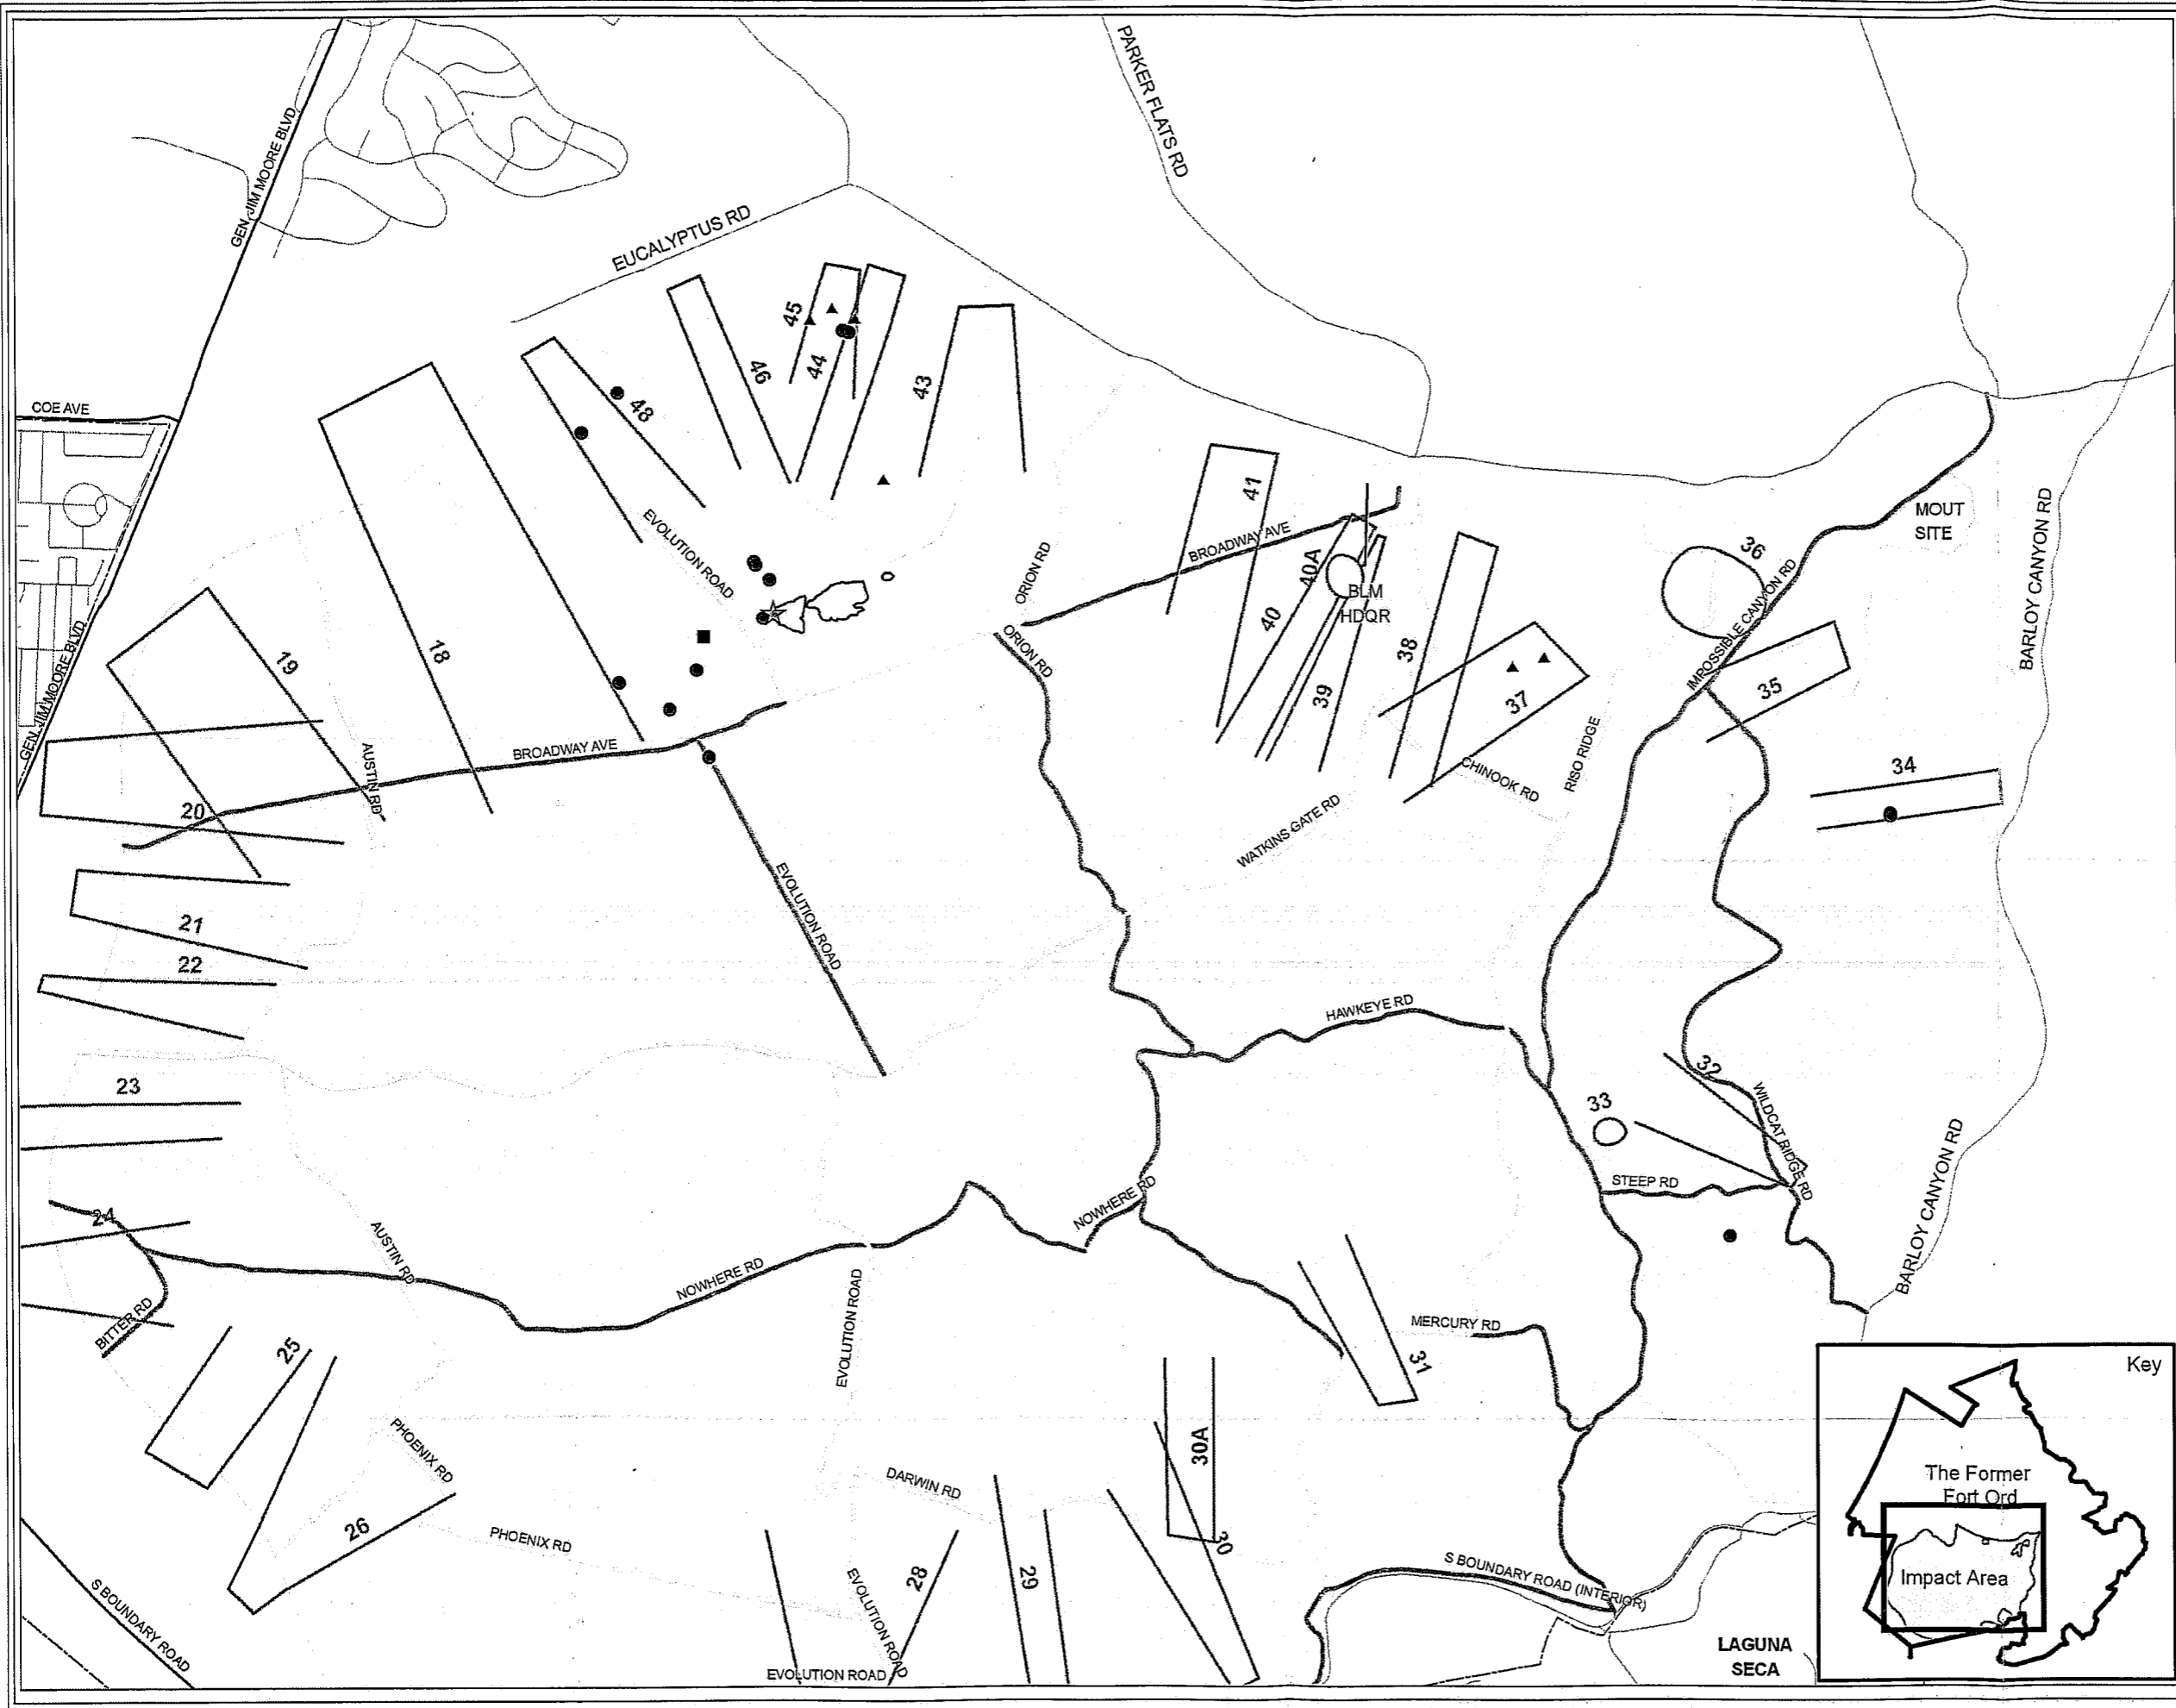 PARKER FLATS RD
GEN. JIM MOORE BLVD
EUCALYPTUS RD
45
44
46
43
48
COE AVE
41
BROADWAY AVE
40A
BLM
HDQR
40
39
38
37
36
MOUT
SITE
IMPOSSIBLE CANYON RD
BARLOY CANYON RD
35
34
EVOLUTION ROAD
ORION RD
ORION RD
19
18
GEN. JIM MOORE BLVD
BROADWAY AVE
AUSTIN RD
20
RISO RIDGE
CHINOOK RD
WATKINS GATE RD
EVOLUTION ROAD
21
22
HAWKEYE RD
23
32
33
WILDCAT RIDGE RD
STEEP RD
BARLOY CANYON RD
24
AUSTIN RD
NOWHERE RD
NOWHERE RD
BITTER RD
EVOLUTION ROAD
MERCURY RD
31
25
PHOENIX RD
30A
DARWIN RD
26
PHOENIX RD
30
29
28
EVOLUTION ROAD
S BOUNDARY ROAD
S BOUNDARY ROAD (INTERIOR)
EVOLUTION ROAD
LAGUNA
SECA
Key
The Former
Fort Ord
Impact Area